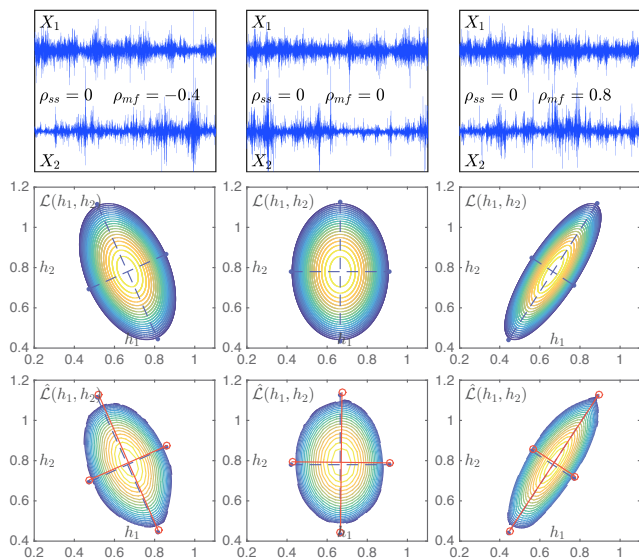 X₁ X₁ X₁
ρss = 0 ρmf = −0.4 ρss = 0 ρmf = 0 ρss = 0 ρmf = 0.8
X₂ X₂ X₂
1.2 1.2 1.2
ℒ(h₁, h₂) ℒ(h₁, h₂) ℒ(h₁, h₂)
1 1 1
0.8 h₂ 0.8 h₂ 0.8 h₂
0.6 0.6 0.6
h₁ h₁ h₁
0.4 0.4 0.4
0.2 0.4 0.6 0.8 1 0.2 0.4 0.6 0.8 1 0.2 0.4 0.6 0.8 1
1.2 1.2 1.2
ℒ̂(h₁, h₂) ℒ̂(h₁, h₂) ℒ̂(h₁, h₂)
1 1 1
0.8 h₂ 0.8 h₂ 0.8 h₂
0.6 0.6 0.6
h₁ h₁ h₁
0.4 0.4 0.4
0.2 0.4 0.6 0.8 1 0.2 0.4 0.6 0.8 1 0.2 0.4 0.6 0.8 1